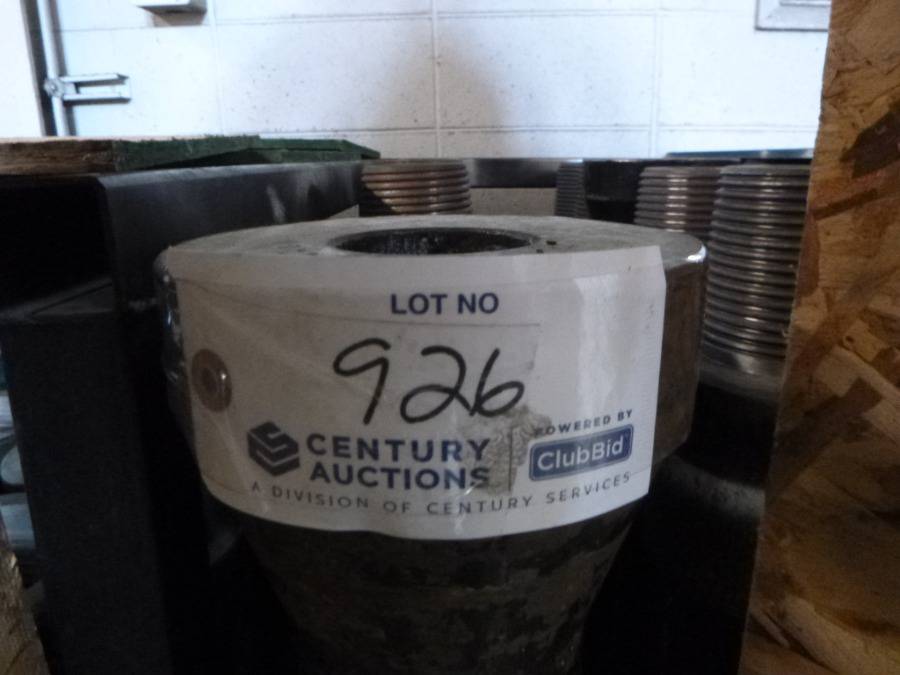 LOT NO
926
CENTURY
AUCTIONS
POWERED BY
ClubBid
A DIVISION OF CENTURY SERVICES